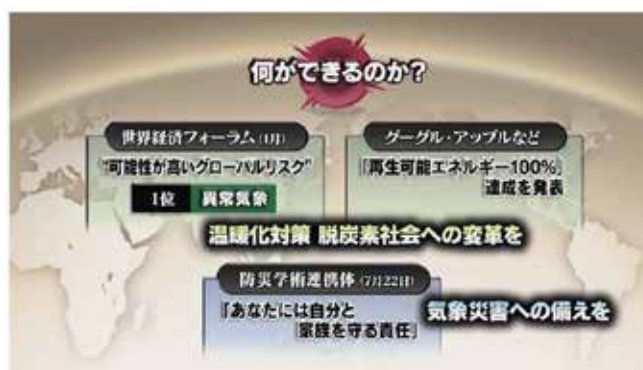 何ができるのか？
世界経済フォーラム(1月)
“可能性が高いグローバルリスク”
1位 異常気象
グーグル・アップルなど
「再生可能エネルギー100%」
達成を発表
温暖化対策 脱炭素社会への変革を
防災学術連携体(7月22日)
「あなたには自分と
家族を守る責任」
気象災害への備えを